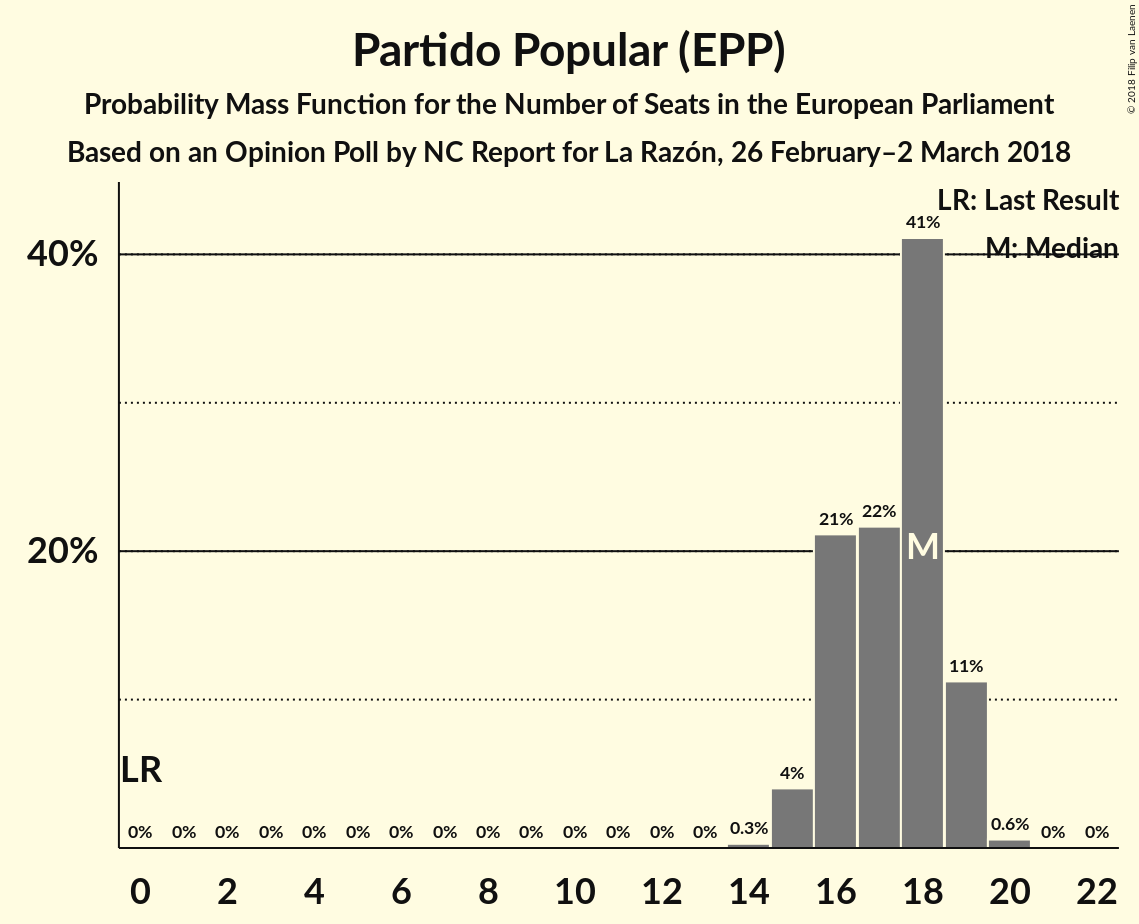 Partido Popular (EPP)
Probability Mass Function for the Number of Seats in the European Parliament
Based on an Opinion Poll by NC Report for La Razón, 26 February–2 March 2018
© 2018 Filip van Laenen
LR: Last Result
M: Median
41%
40%
22%
21%
20%
M
11%
LR
4%
0% 0% 0% 0% 0% 0% 0% 0% 0% 0% 0% 0% 0% 0% 0.3% 0.6% 0% 0%
0 2 4 6 8 10 12 14 16 18 20 22